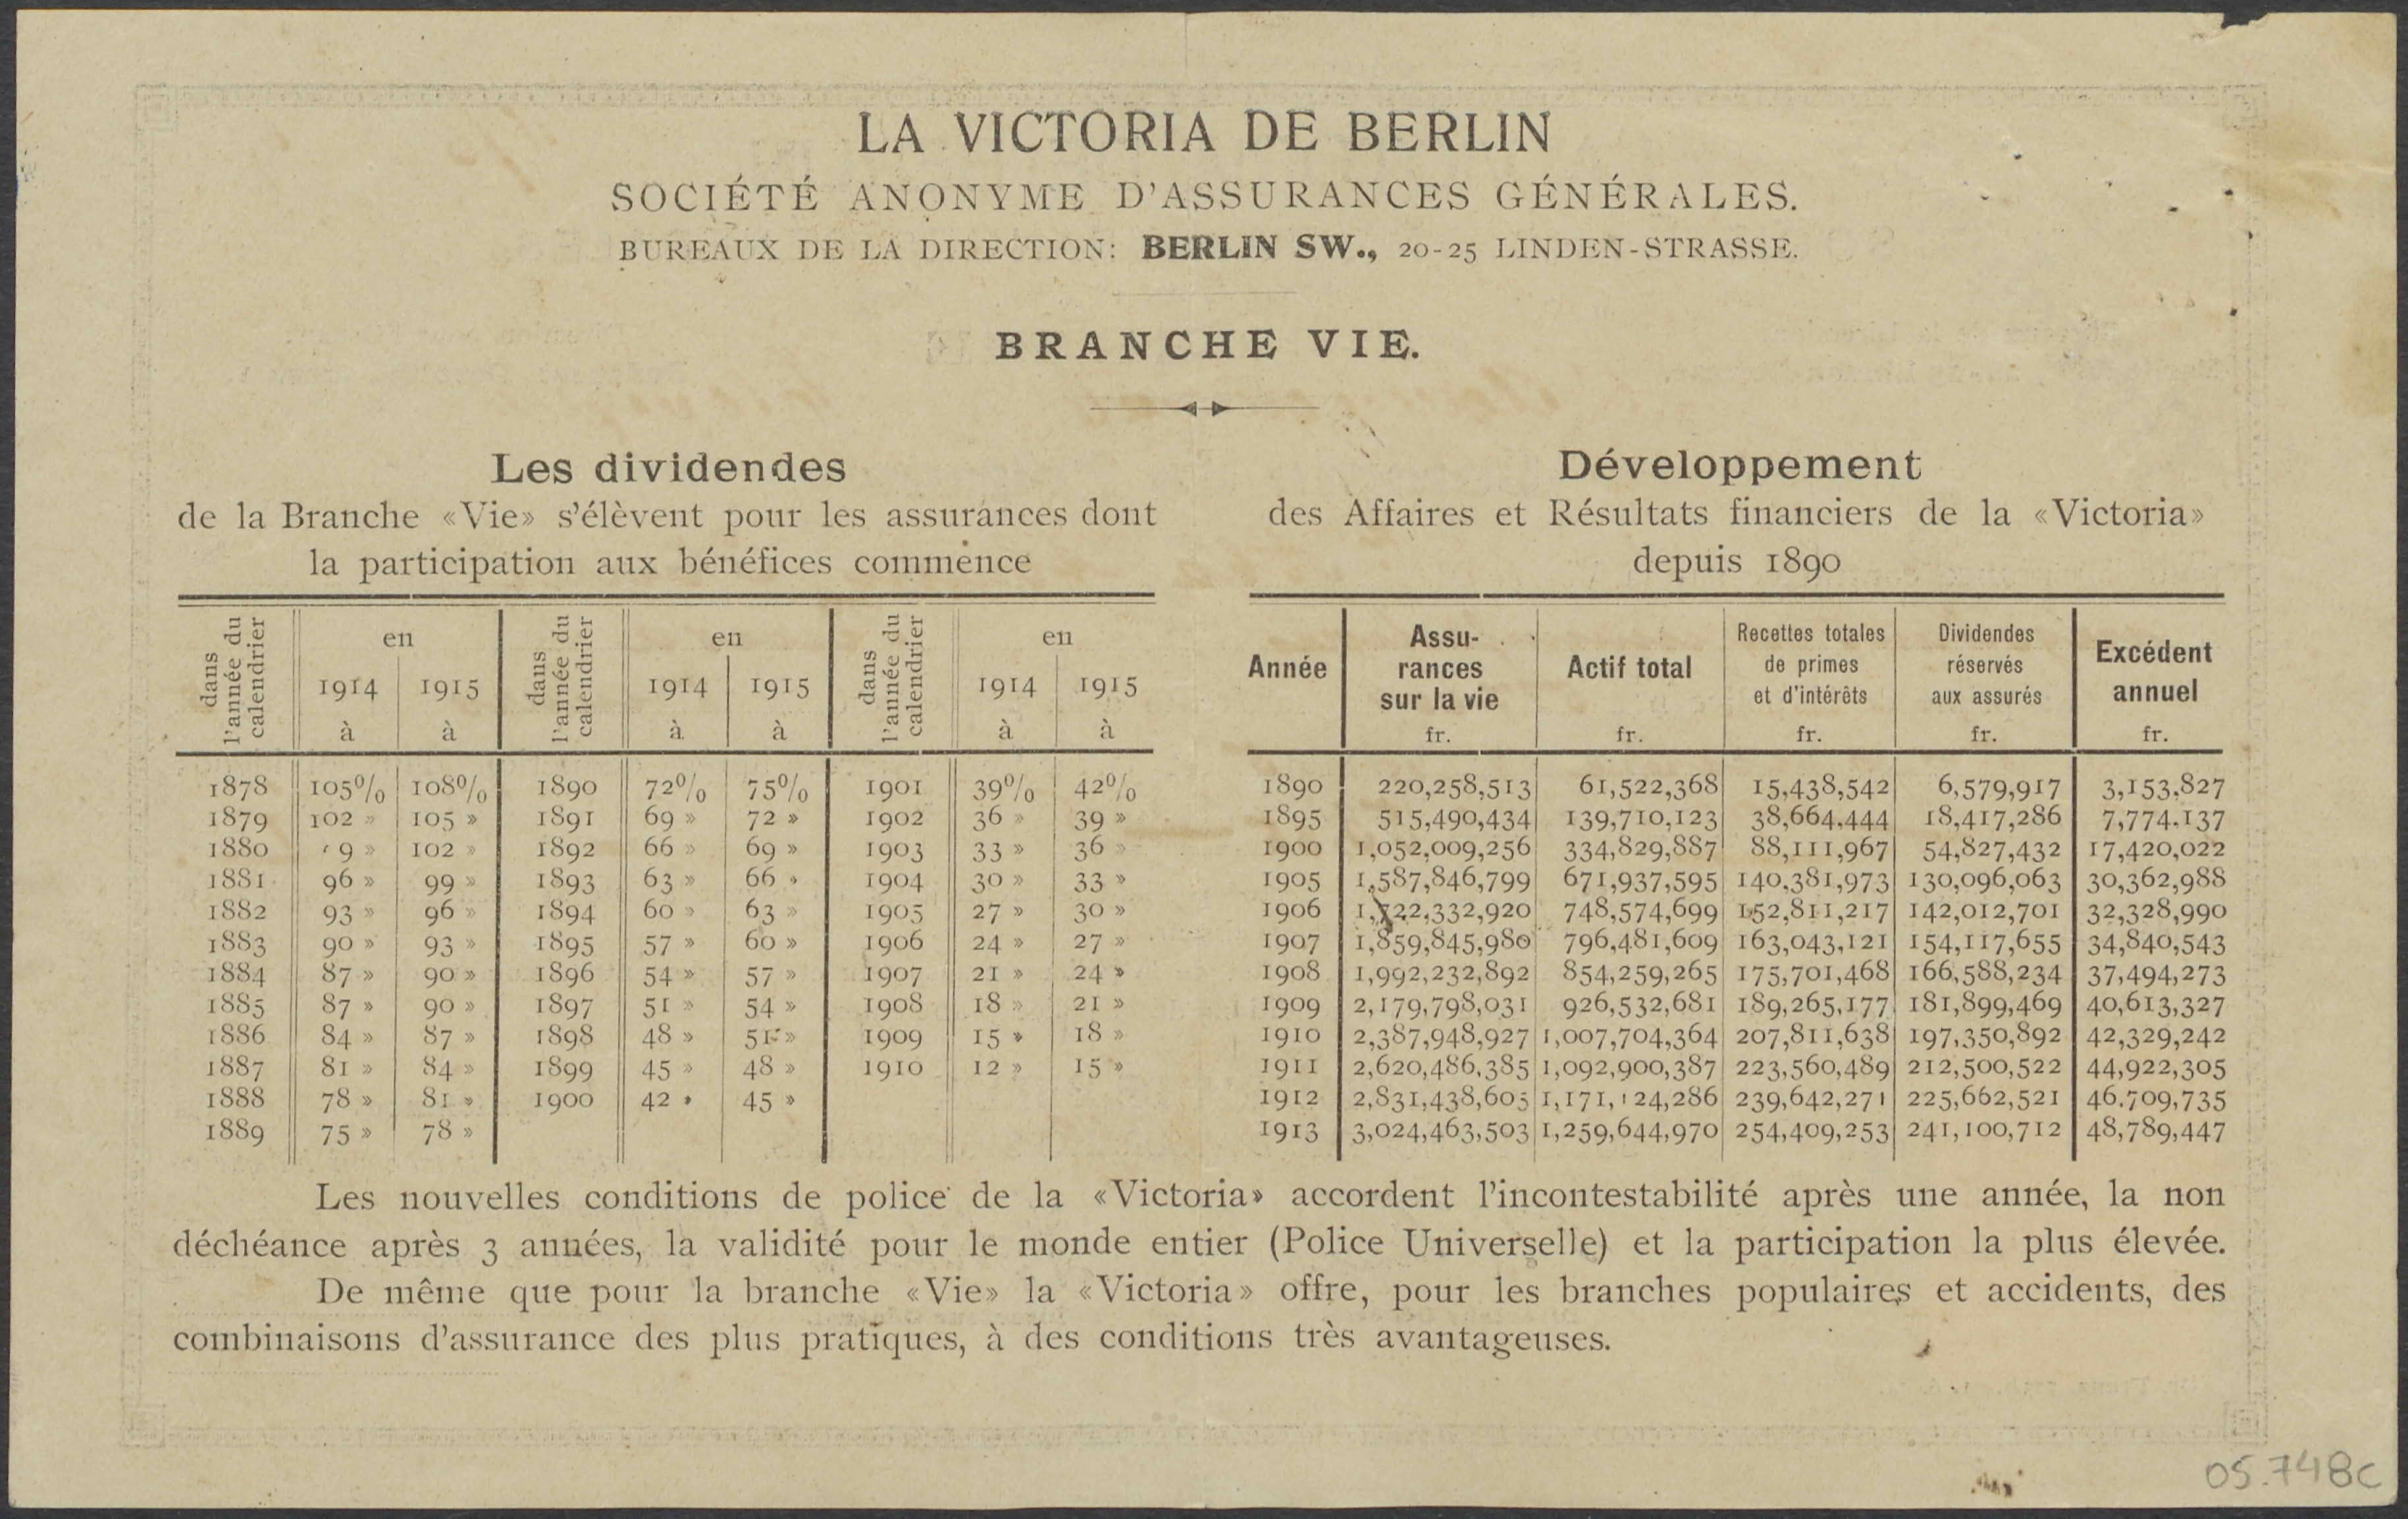 LA VICTORIA DE BERLIN
SOCIÉTÉ ANONYME D'ASSURANCES GÉNÉRALES.
BUREAUX DE LA DIRECTION: BERLIN SW., 20-25 LINDEN-STRASSE.
BRANCHE VIE.
Les dividendes
de la Branche «Vie» s'élèvent pour les assurances dont
la participation aux bénéfices commence
dans l'année du calendrier | en 1914 à | 1915 à | dans l'année du calendrier | en 1914 à | 1915 à | dans l'année du calendrier | en 1914 à | 1915 à
1878 105% 108% 1890 72% 75% 1901 39% 42%
1879 102 » 105 » 1891 69 » 72 » 1902 36 » 39 »
1880 9 » 102 » 1892 66 » 69 » 1903 33 » 36 »
1881 96 » 99 » 1893 63 » 66 » 1904 30 » 33 »
1882 93 » 96 » 1894 60 » 63 » 1905 27 » 30 »
1883 90 » 93 » 1895 57 » 60 » 1906 24 » 27 »
1884 87 » 90 » 1896 54 » 57 » 1907 21 » 24 »
1885 87 » 90 » 1897 51 » 54 » 1908 18 » 21 »
1886 84 » 87 » 1898 48 » 51 » 1909 15 » 18 »
1887 81 » 84 » 1899 45 » 48 » 1910 12 » 15 »
1888 78 » 81 » 1900 42 » 45 »
1889 75 » 78 »
Développement
des Affaires et Résultats financiers de la «Victoria»
depuis 1890
Année | Assurances sur la vie fr. | Actif total fr. | Recettes totales de primes et d'intérêts fr. | Dividendes réservés aux assurés fr. | Excédent annuel fr.
1890 220,258,513 61,522,368 15,438,542 6,579,917 3,153,827
1895 515,490,434 139,710,123 38,664,444 18,417,286 7,774.137
1900 1,052,009,256 334,829,887 88,111,967 54,827,432 17,420,022
1905 1,587,846,799 671,937,595 140,381,973 130,096,063 30,362,988
1906 1,722,332,920 748,574,699 152,811,217 142,012,701 32,328,990
1907 1,859,845,980 796,481,609 163,043,121 154,117,655 34,840,543
1908 1,992,232,892 854,259,265 175,701,468 166,588,234 37,494,273
1909 2,179,798,031 926,532,681 189,265,177 181,899,469 40,613,327
1910 2,387,948,927 1,007,704,364 207,811,638 197,350,892 42,329,242
1911 2,620,486,385 1,092,900,387 223,560,489 212,500,522 44,922,305
1912 2,831,438,605 1,171,124,286 239,642,271 225,662,521 46.709,735
1913 3,024,463,503 1,259,644,970 254,409,253 241,100,712 48,789,447
Les nouvelles conditions de police de la «Victoria» accordent l'incontestabilité après une année, la non
déchéance après 3 années, la validité pour le monde entier (Police Universelle) et la participation la plus élevée.
De même que pour la branche «Vie» la «Victoria» offre, pour les branches populaires et accidents, des
combinaisons d'assurance des plus pratiques, à des conditions très avantageuses.
05.748C